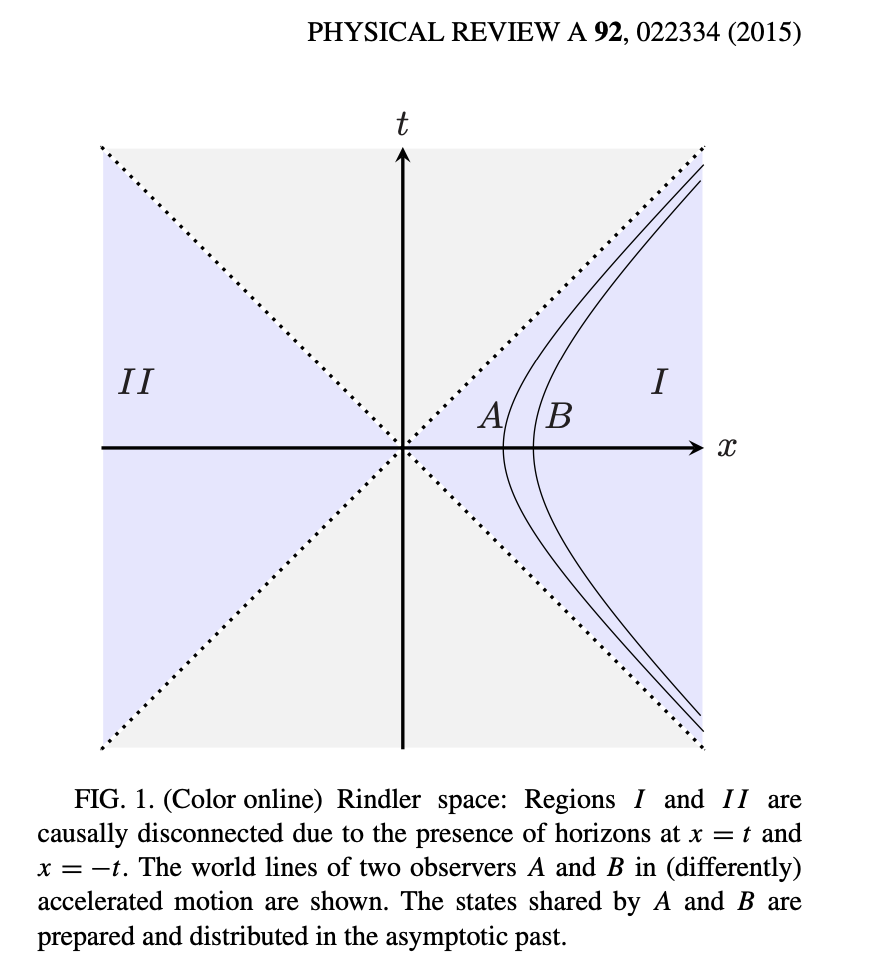 PHYSICAL REVIEW A 92, 022334 (2015)
t
II
I
A
B
x
FIG. 1. (Color online) Rindler space: Regions I and II are
causally disconnected due to the presence of horizons at x = t and
x = −t. The world lines of two observers A and B in (differently)
accelerated motion are shown. The states shared by A and B are
prepared and distributed in the asymptotic past.